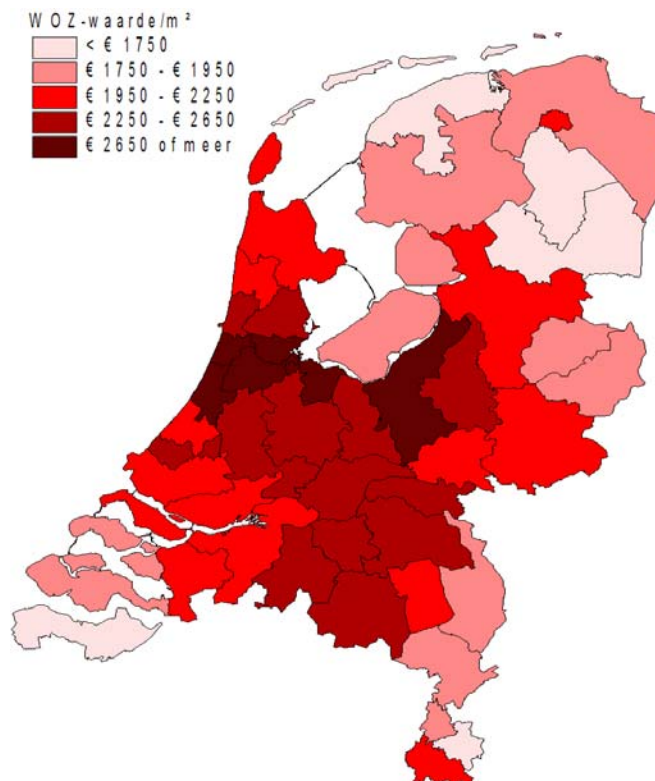 WOZ-waarde/m²
< € 1750
€ 1750 - € 1950
€ 1950 - € 2250
€ 2250 - € 2650
€ 2650 of meer